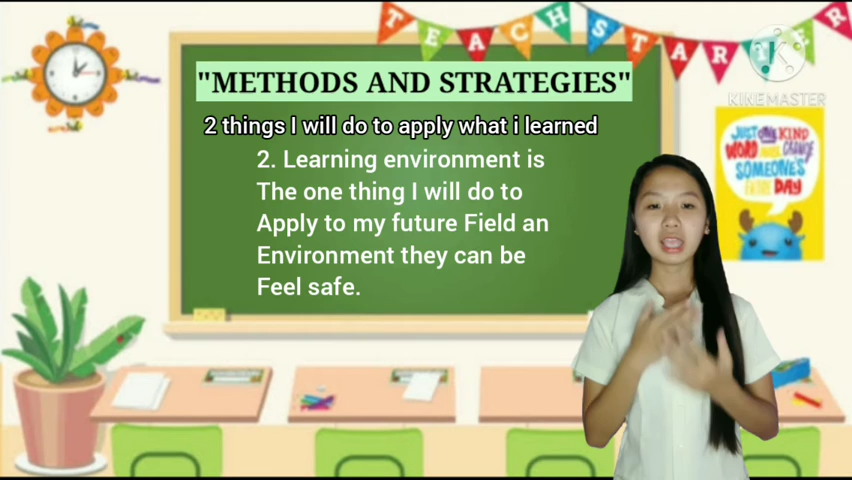 TEACH STARTER
KINEMASTER
"METHODS AND STRATEGIES"
2 things I will do to apply what i learned
2. Learning environment is
The one thing I will do to
Apply to my future Field an
Environment they can be
Feel safe.
JUST ONE KIND
WORD CAN CHANGE
SOMEONE'S
ENTIRE DAY